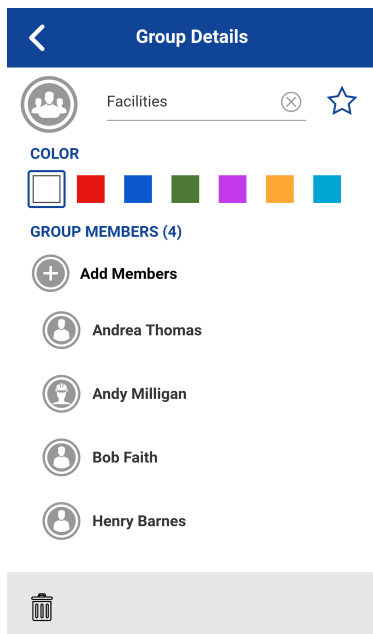 Group Details
Facilities
COLOR
GROUP MEMBERS (4)
Add Members
Andrea Thomas
Andy Milligan
Bob Faith
Henry Barnes